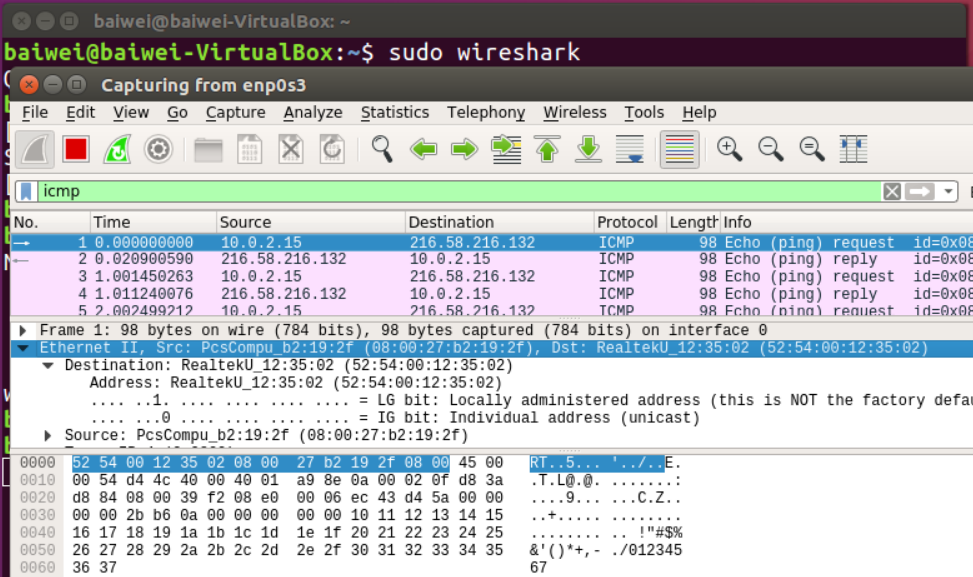 baiwei@baiwei-VirtualBox: ~
baiwei@baiwei-VirtualBox:~$ sudo wireshark
Capturing from enp0s3
File Edit View Go Capture Analyze Statistics Telephony Wireless Tools Help
icmp
No. Time Source Destination Protocol Length Info
1 0.000000000 10.0.2.15 216.58.216.132 ICMP 98 Echo (ping) request id=0x08
2 0.020900590 216.58.216.132 10.0.2.15 ICMP 98 Echo (ping) reply id=0x08
3 1.001450263 10.0.2.15 216.58.216.132 ICMP 98 Echo (ping) request id=0x08
4 1.011240076 216.58.216.132 10.0.2.15 ICMP 98 Echo (ping) reply id=0x08
5 2.002499212 10.0.2.15 216.58.216.132 ICMP 98 Echo (ping) request id=0x08
Frame 1: 98 bytes on wire (784 bits), 98 bytes captured (784 bits) on interface 0
Ethernet II, Src: PcsCompu_b2:19:2f (08:00:27:b2:19:2f), Dst: RealtekU_12:35:02 (52:54:00:12:35:02)
Destination: RealtekU_12:35:02 (52:54:00:12:35:02)
Address: RealtekU_12:35:02 (52:54:00:12:35:02)
.... ..1. .... .... .... .... = LG bit: Locally administered address (this is NOT the factory defau
.... ...0 .... .... .... .... = IG bit: Individual address (unicast)
Source: PcsCompu_b2:19:2f (08:00:27:b2:19:2f)
0000 52 54 00 12 35 02 08 00 27 b2 19 2f 08 00 45 00 RT..5... '../..E.
0010 00 54 d4 4c 40 00 40 01 a9 8e 0a 00 02 0f d8 3a .T.L@.@. .......:
0020 d8 84 08 00 39 f2 08 e0 00 06 ec 43 d4 5a 00 00 ....9... ...C.Z..
0030 00 00 2b b6 0a 00 00 00 00 00 10 11 12 13 14 15 ..+..... ........
0040 16 17 18 19 1a 1b 1c 1d 1e 1f 20 21 22 23 24 25 ........ .. !"#$%
0050 26 27 28 29 2a 2b 2c 2d 2e 2f 30 31 32 33 34 35 &'()*+,- ./012345
0060 36 37 67